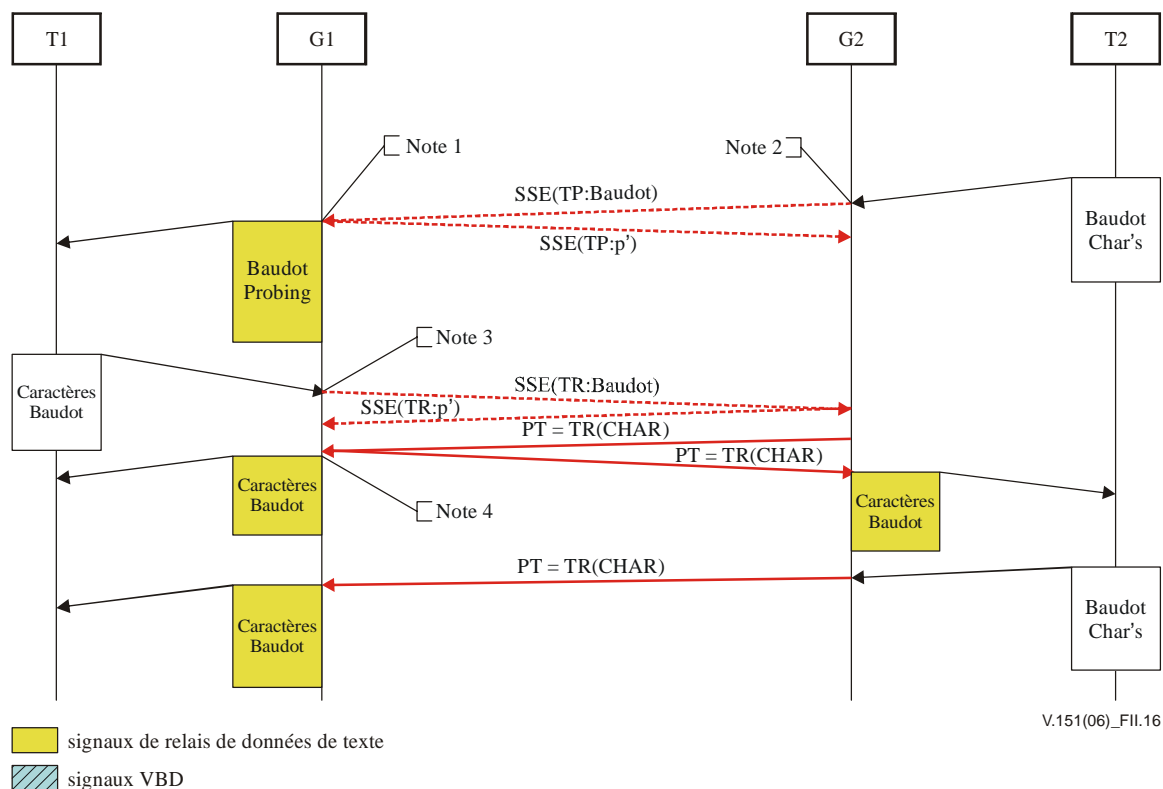 T1
G1
G2
T2
Note 1
Note 2
SSE(TP:Baudot)
SSE(TP:p’)
Baudot
Char’s
Baudot
Probing
Note 3
Caractères
Baudot
SSE(TR:Baudot)
SSE(TR:p’)
PT = TR(CHAR)
PT = TR(CHAR)
Caractères
Baudot
Note 4
Caractères
Baudot
PT = TR(CHAR)
Caractères
Baudot
Baudot
Char’s
V.151(06)_FII.16
signaux de relais de données de texte
signaux VBD